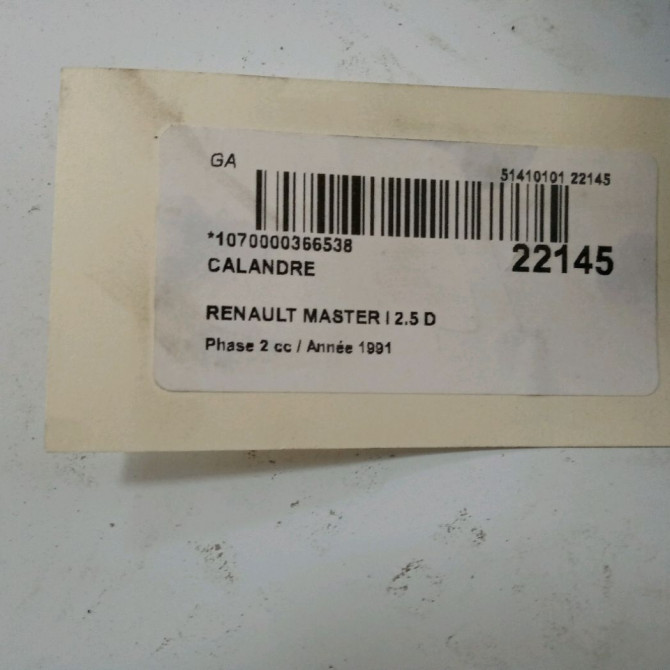 GA
51410101 22145
*1070000366538
22145
CALANDRE
RENAULT MASTER I 2.5 D
Phase 2 cc / Année 1991